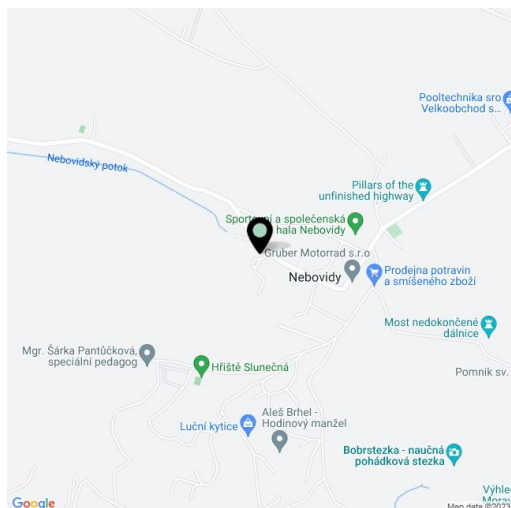 Pooltechnika sro
Velkoobchod s...
Nebovidský potok
Pillars of the
unfinished highway
Sportovní a společenská
hala Nebovidy
Gruber Motorrad s.r.o
Nebovidy
Prodejna potravin
a smíšeného zboží
Most nedokončené
dálnice
Mgr. Šárka Pantůčková,
speciální pedagog
Hřiště Slunečná
Pomník sv.
Aleš Brhel -
Hodinový manžel
Luční kytice
Bobrstezka - naučná
pohádková stezka
Výhle
Morav
Google
Map data ©2023